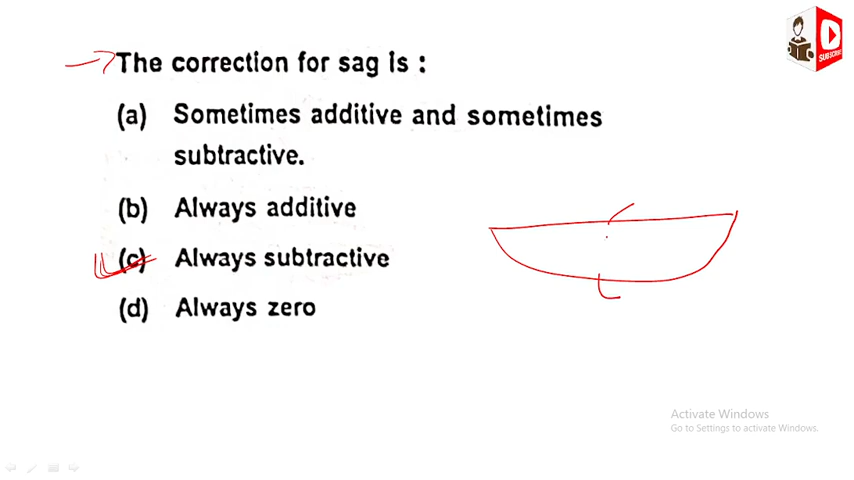 The correction for sag is :
(a) Sometimes additive and sometimes
subtractive.
(b) Always additive
(c) Always subtractive
(d) Always zero
SUBSCRIBE
Activate Windows
Go to Settings to activate Windows.